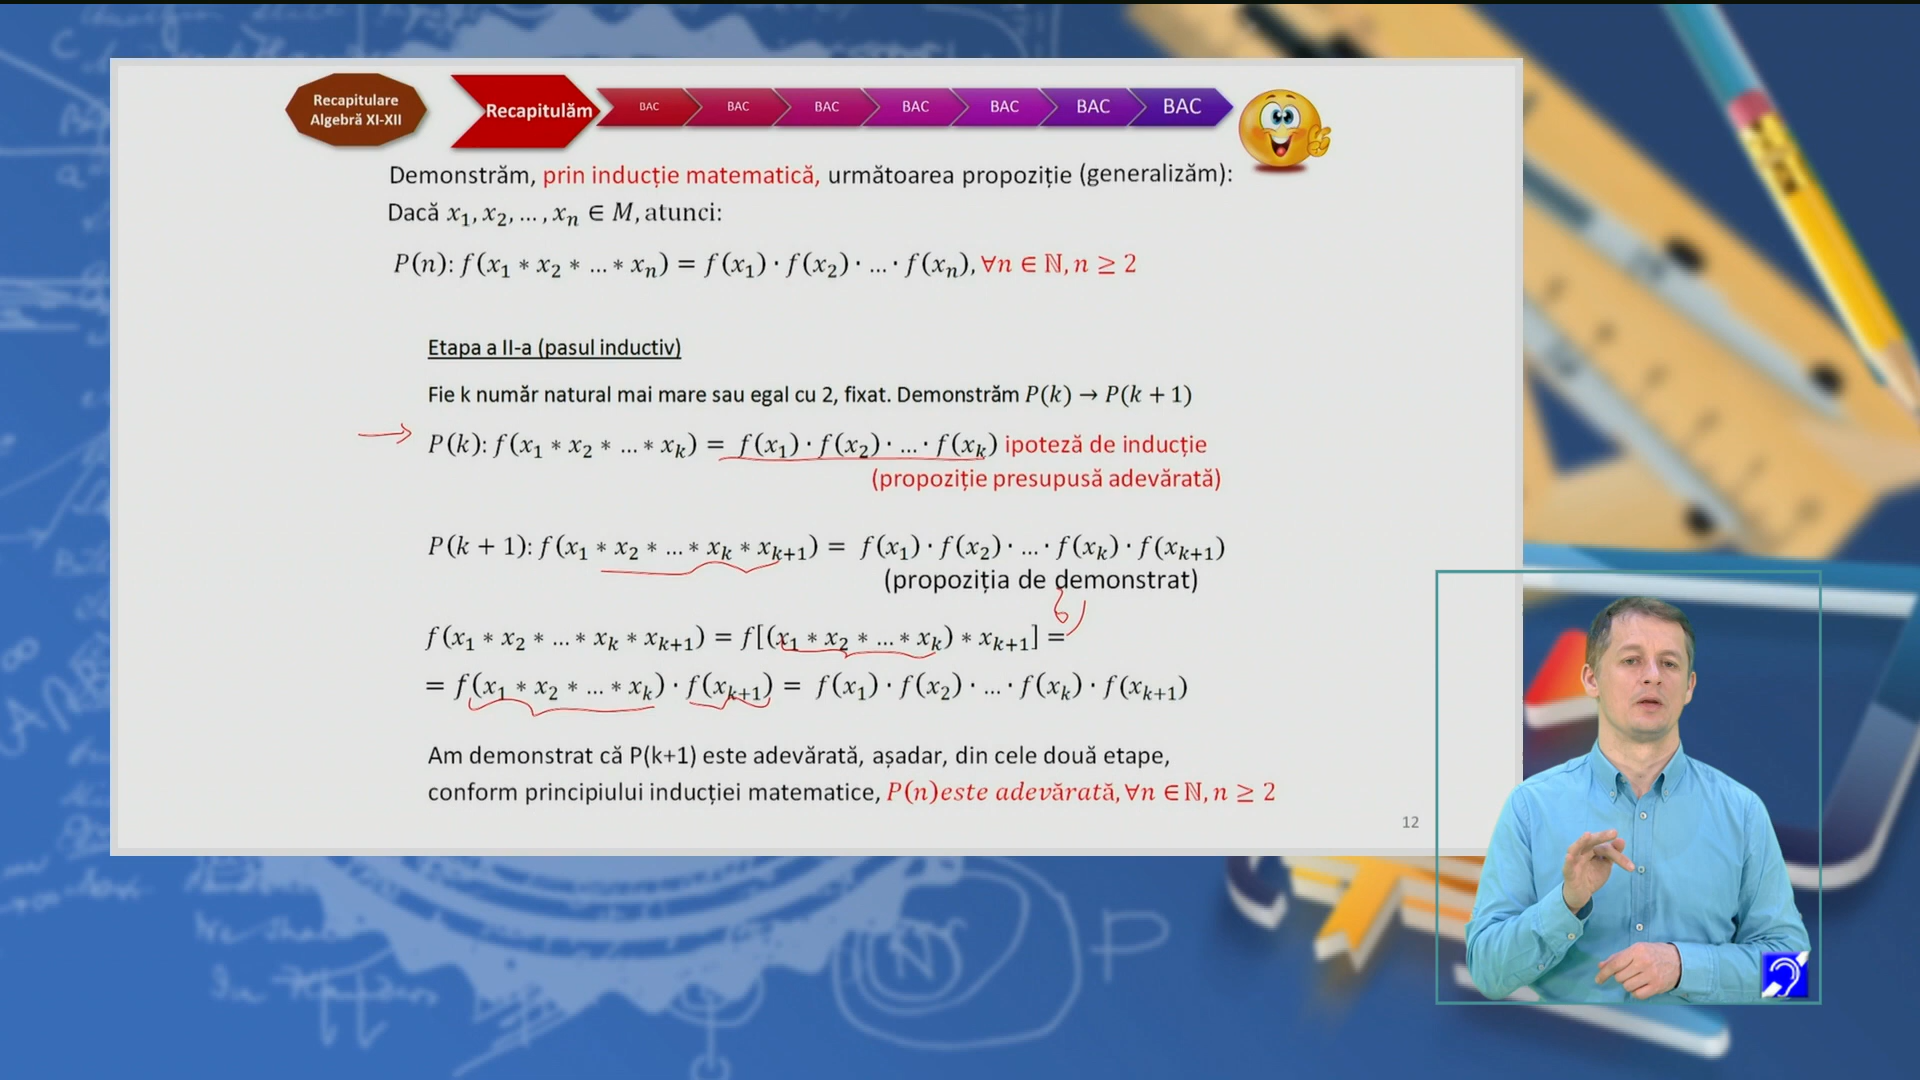 Recapitulare
Algebră XI-XII
Recapitulăm
BAC
BAC
BAC
BAC
BAC
BAC
BAC
Demonstrăm, prin inducție matematică, următoarea propoziție (generalizăm):
Dacă x₁, x₂, … , xₙ ∈ M, atunci:
P(n): f(x₁ ∗ x₂ ∗ … ∗ xₙ) = f(x₁) · f(x₂) · … · f(xₙ), ∀n ∈ ℕ, n ≥ 2
Etapa a II-a (pasul inductiv)
Fie k număr natural mai mare sau egal cu 2, fixat. Demonstrăm P(k) → P(k + 1)
P(k): f(x₁ ∗ x₂ ∗ … ∗ xₖ) = f(x₁) · f(x₂) · … · f(xₖ) ipoteză de inducție
(propoziție presupusă adevărată)
P(k + 1): f(x₁ ∗ x₂ ∗ … ∗ xₖ ∗ xₖ₊₁) = f(x₁) · f(x₂) · … · f(xₖ) · f(xₖ₊₁)
(propoziția de demonstrat)
f(x₁ ∗ x₂ ∗ … ∗ xₖ ∗ xₖ₊₁) = f[(x₁ ∗ x₂ ∗ … ∗ xₖ) ∗ xₖ₊₁] =
= f(x₁ ∗ x₂ ∗ … ∗ xₖ) · f(xₖ₊₁) = f(x₁) · f(x₂) · … · f(xₖ) · f(xₖ₊₁)
Am demonstrat că P(k+1) este adevărată, așadar, din cele două etape,
conform principiului inducției matematice, P(n)este adevărată, ∀n ∈ ℕ, n ≥ 2
12